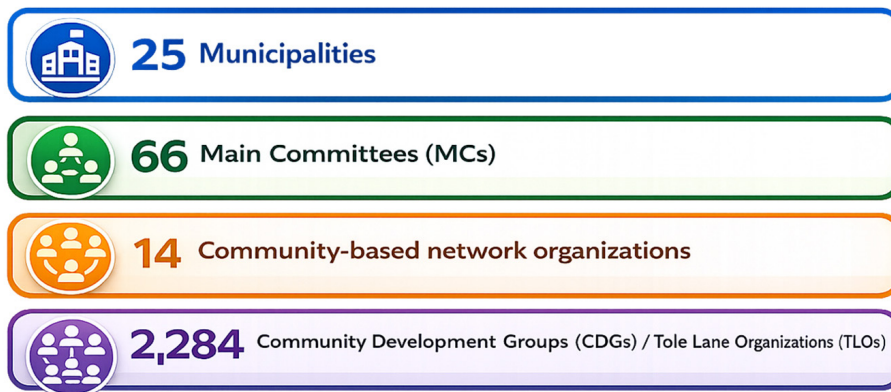 25 Municipalities
66 Main Committees (MCs)
14 Community-based network organizations
2,284 Community Development Groups (CDGs) / Tole Lane Organizations (TLOs)